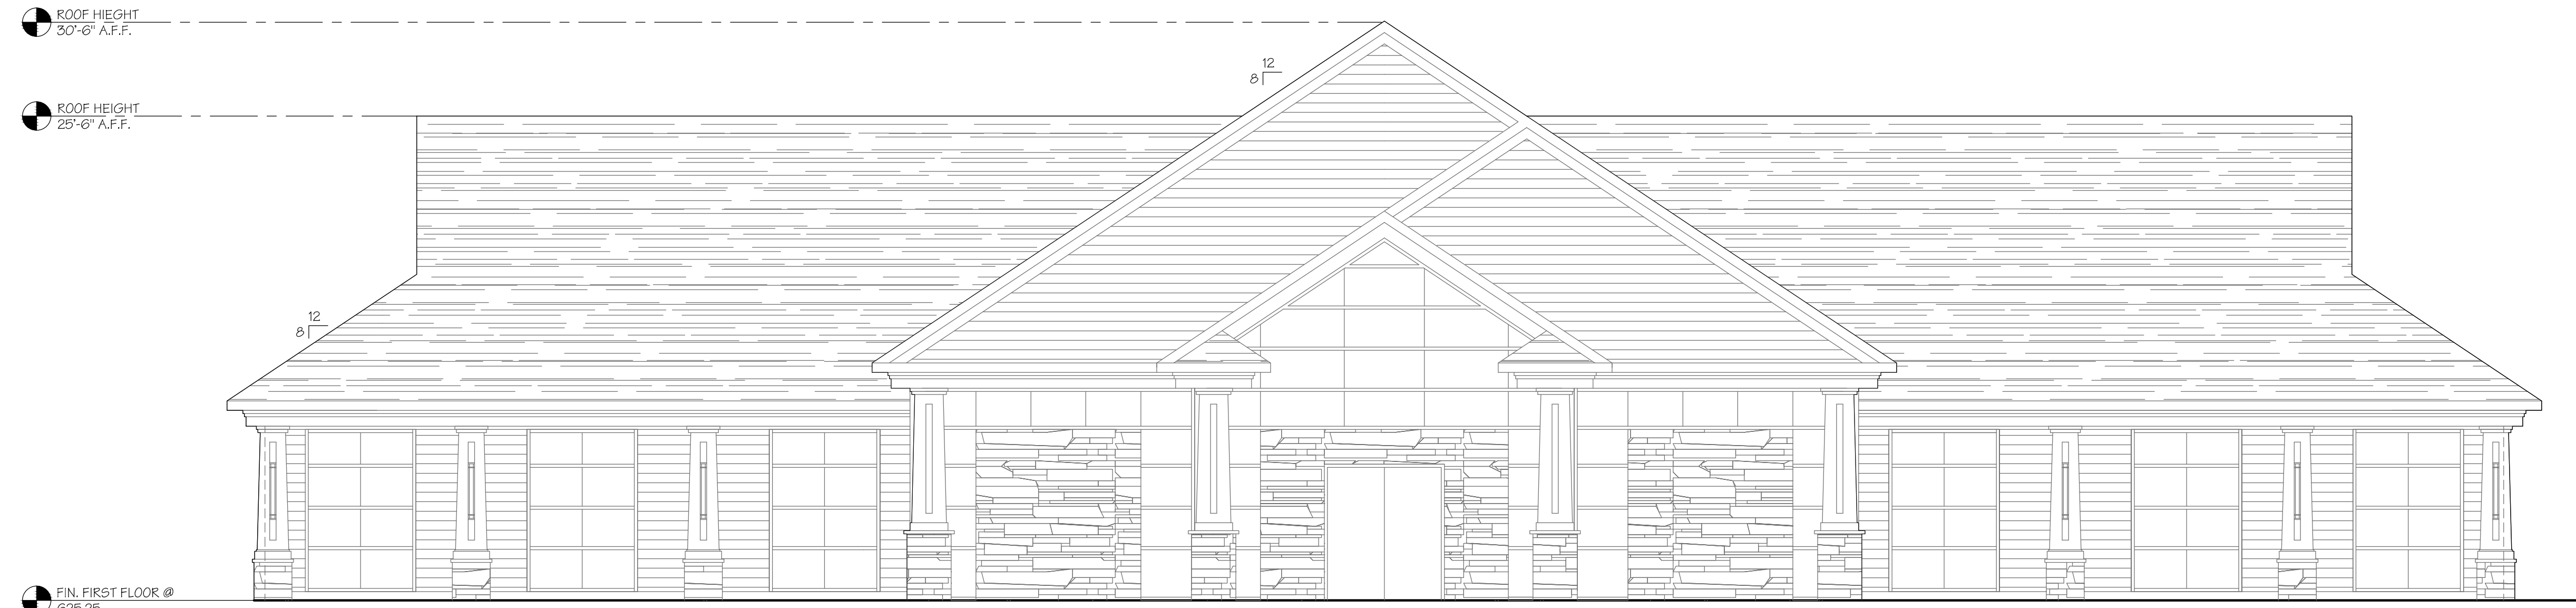 ROOF HIEGHT
30'-6" A.F.F.
12
8
ROOF HEIGHT
25'-6" A.F.F.
12
8
FIN. FIRST FLOOR @